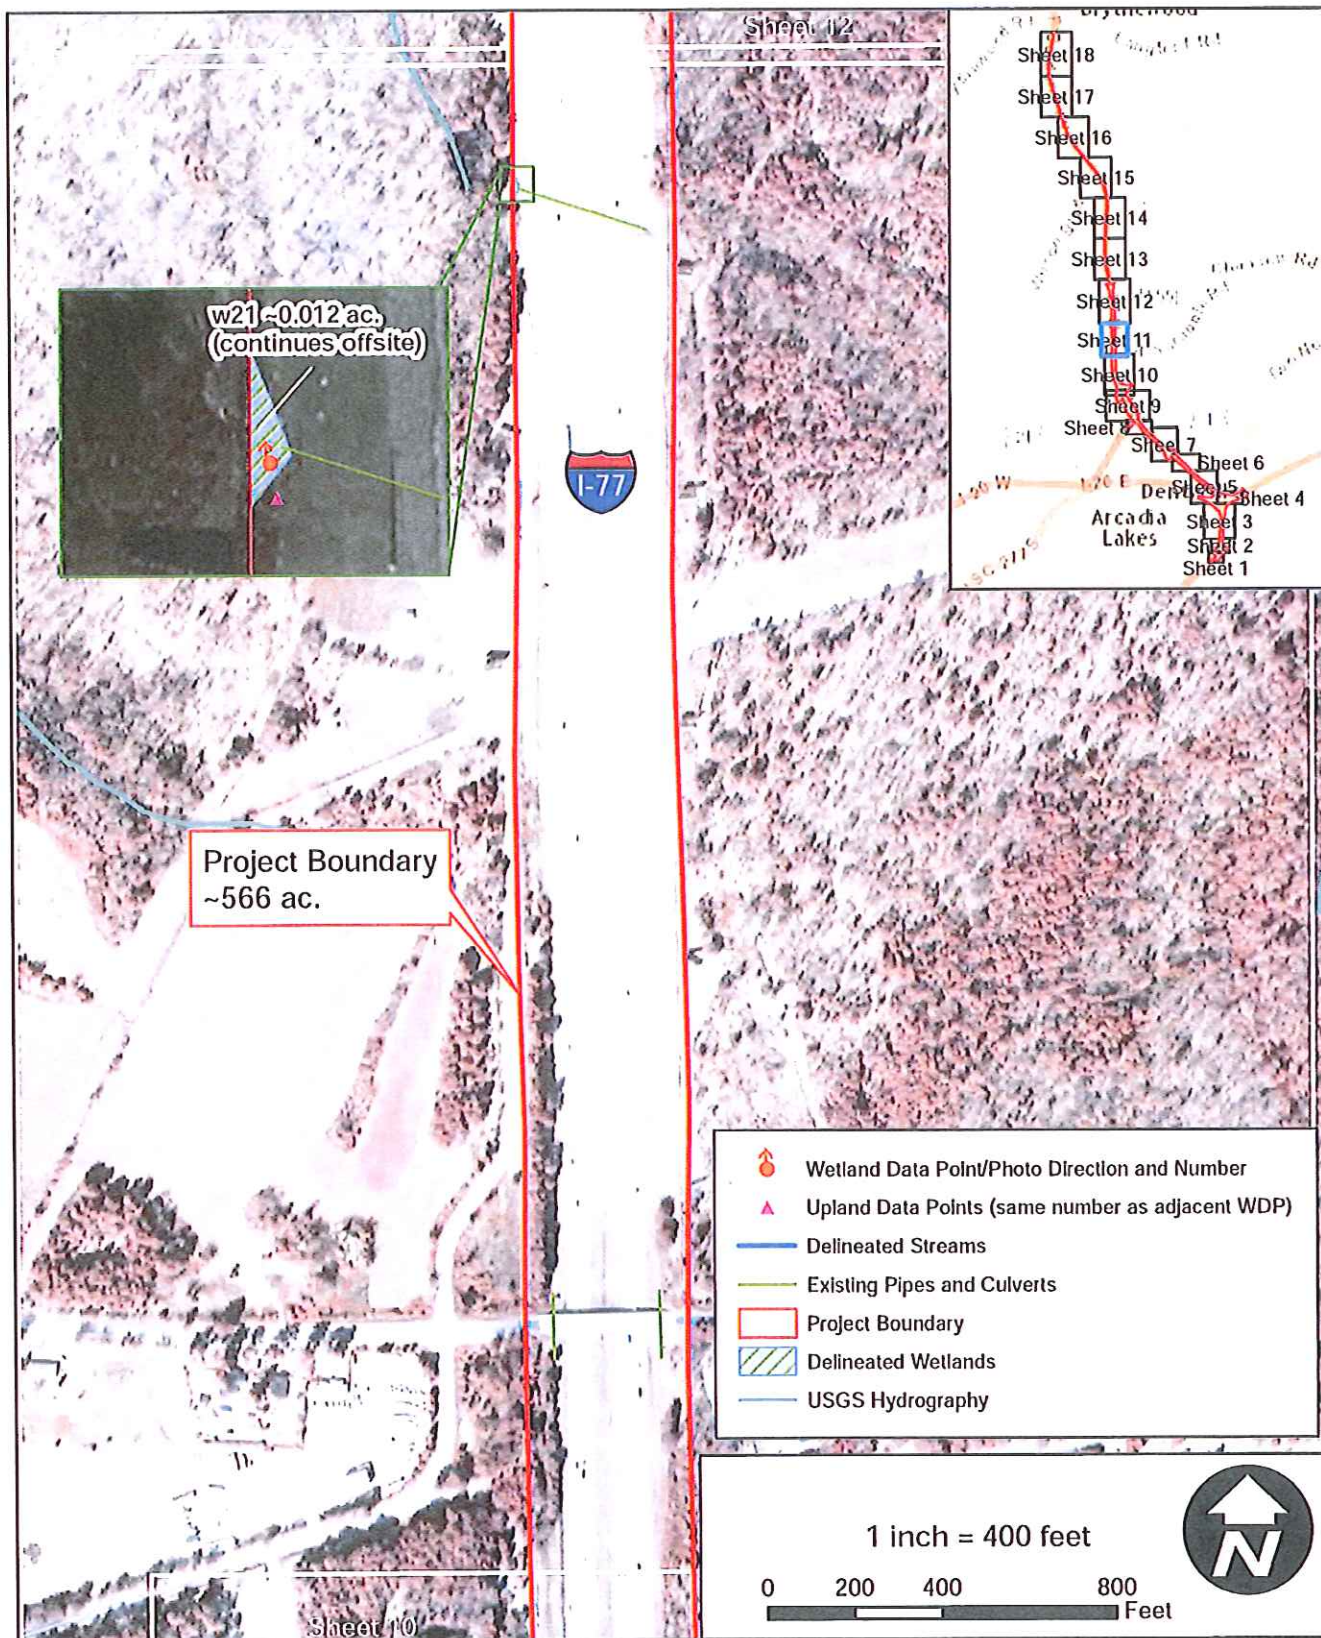 Sheet 12
w21 ~0.012 ac.
(continues offsite)
I-77
Project Boundary
~566 ac.
Sheet 10
Sheet 18
Sheet 17
Sheet 16
Sheet 15
Sheet 14
Sheet 13
Sheet 12
Sheet 11
Sheet 10
Sheet 9
Sheet 8
Sheet 7
Sheet 6
Sheet 5
Sheet 4
Sheet 3
Sheet 2
Sheet 1
I-20 W
I-20 E
Arcadia
Lakes
Wetland Data Point/Photo Direction and Number
Upland Data Points (same number as adjacent WDP)
Delineated Streams
Existing Pipes and Culverts
Project Boundary
Delineated Wetlands
USGS Hydrography
1 inch = 400 feet
N
0 200 400 800
Feet